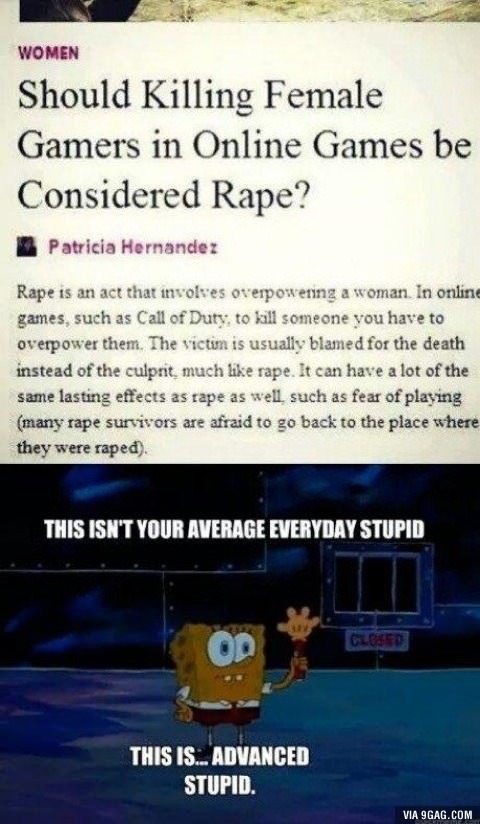 WOMEN
Should Killing Female
Gamers in Online Games be
Considered Rape?
Patricia Hernandez
Rape is an act that involves overpowering a woman. In online
games, such as Call of Duty, to kill someone you have to
overpower them. The victim is usually blamed for the death
instead of the culprit, much like rape. It can have a lot of the
same lasting effects as rape as well, such as fear of playing
(many rape survivors are afraid to go back to the place where
they were raped).
THIS ISN'T YOUR AVERAGE EVERYDAY STUPID
CLOSED
THIS IS... ADVANCED
STUPID.
VIA 9GAG.COM